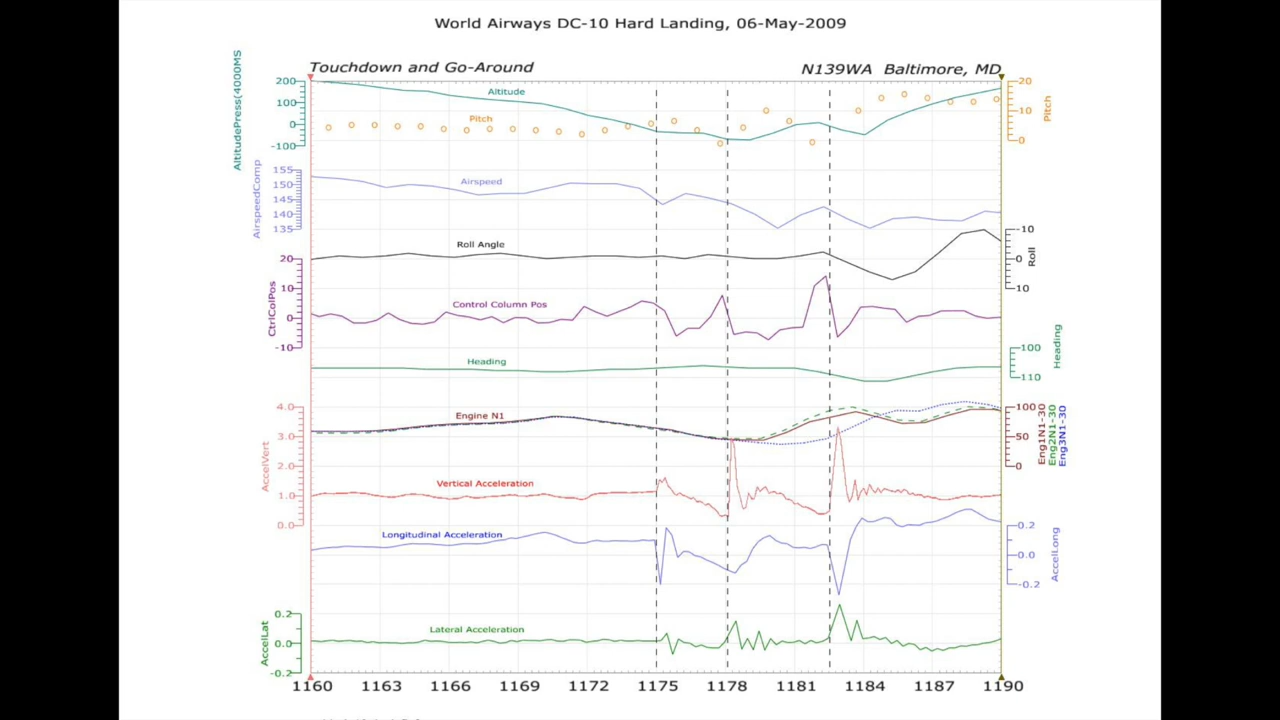 World Airways DC-10 Hard Landing, 06-May-2009
Touchdown and Go-Around
N139WA Baltimore, MD
AltitudePress(4000MS
200
100
0
-100
Altitude
Pitch
20
10
0
Pitch
AirspeedComp
155
150
145
140
135
Airspeed
Roll Angle
-10
0
10
Roll
CtrlColPos
20
10
0
-10
Control Column Pos
Heading
100
110
Heading
AccelVert
4.0
3.0
2.0
1.0
0.0
Engine N1
100
50
0
Eng1N1-30
Eng2N1-30
Eng3N1-30
Vertical Acceleration
Longitudinal Acceleration
0.2
0.0
-0.2
AccelLong
AccelLat
0.2
0.0
-0.2
Lateral Acceleration
1160 1163 1166 1169 1172 1175 1178 1181 1184 1187 1190